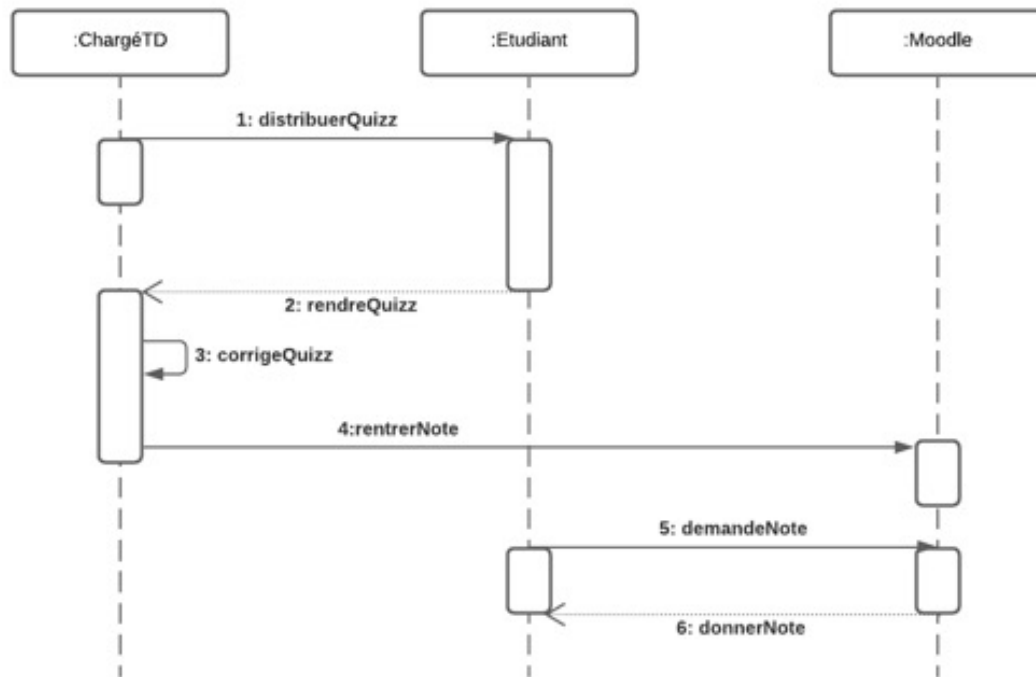 :ChargéTD
:Etudiant
:Moodle
1: distribuerQuizz
2: rendreQuizz
3: corrigeQuizz
4:rentrerNote
5: demandeNote
6: donnerNote